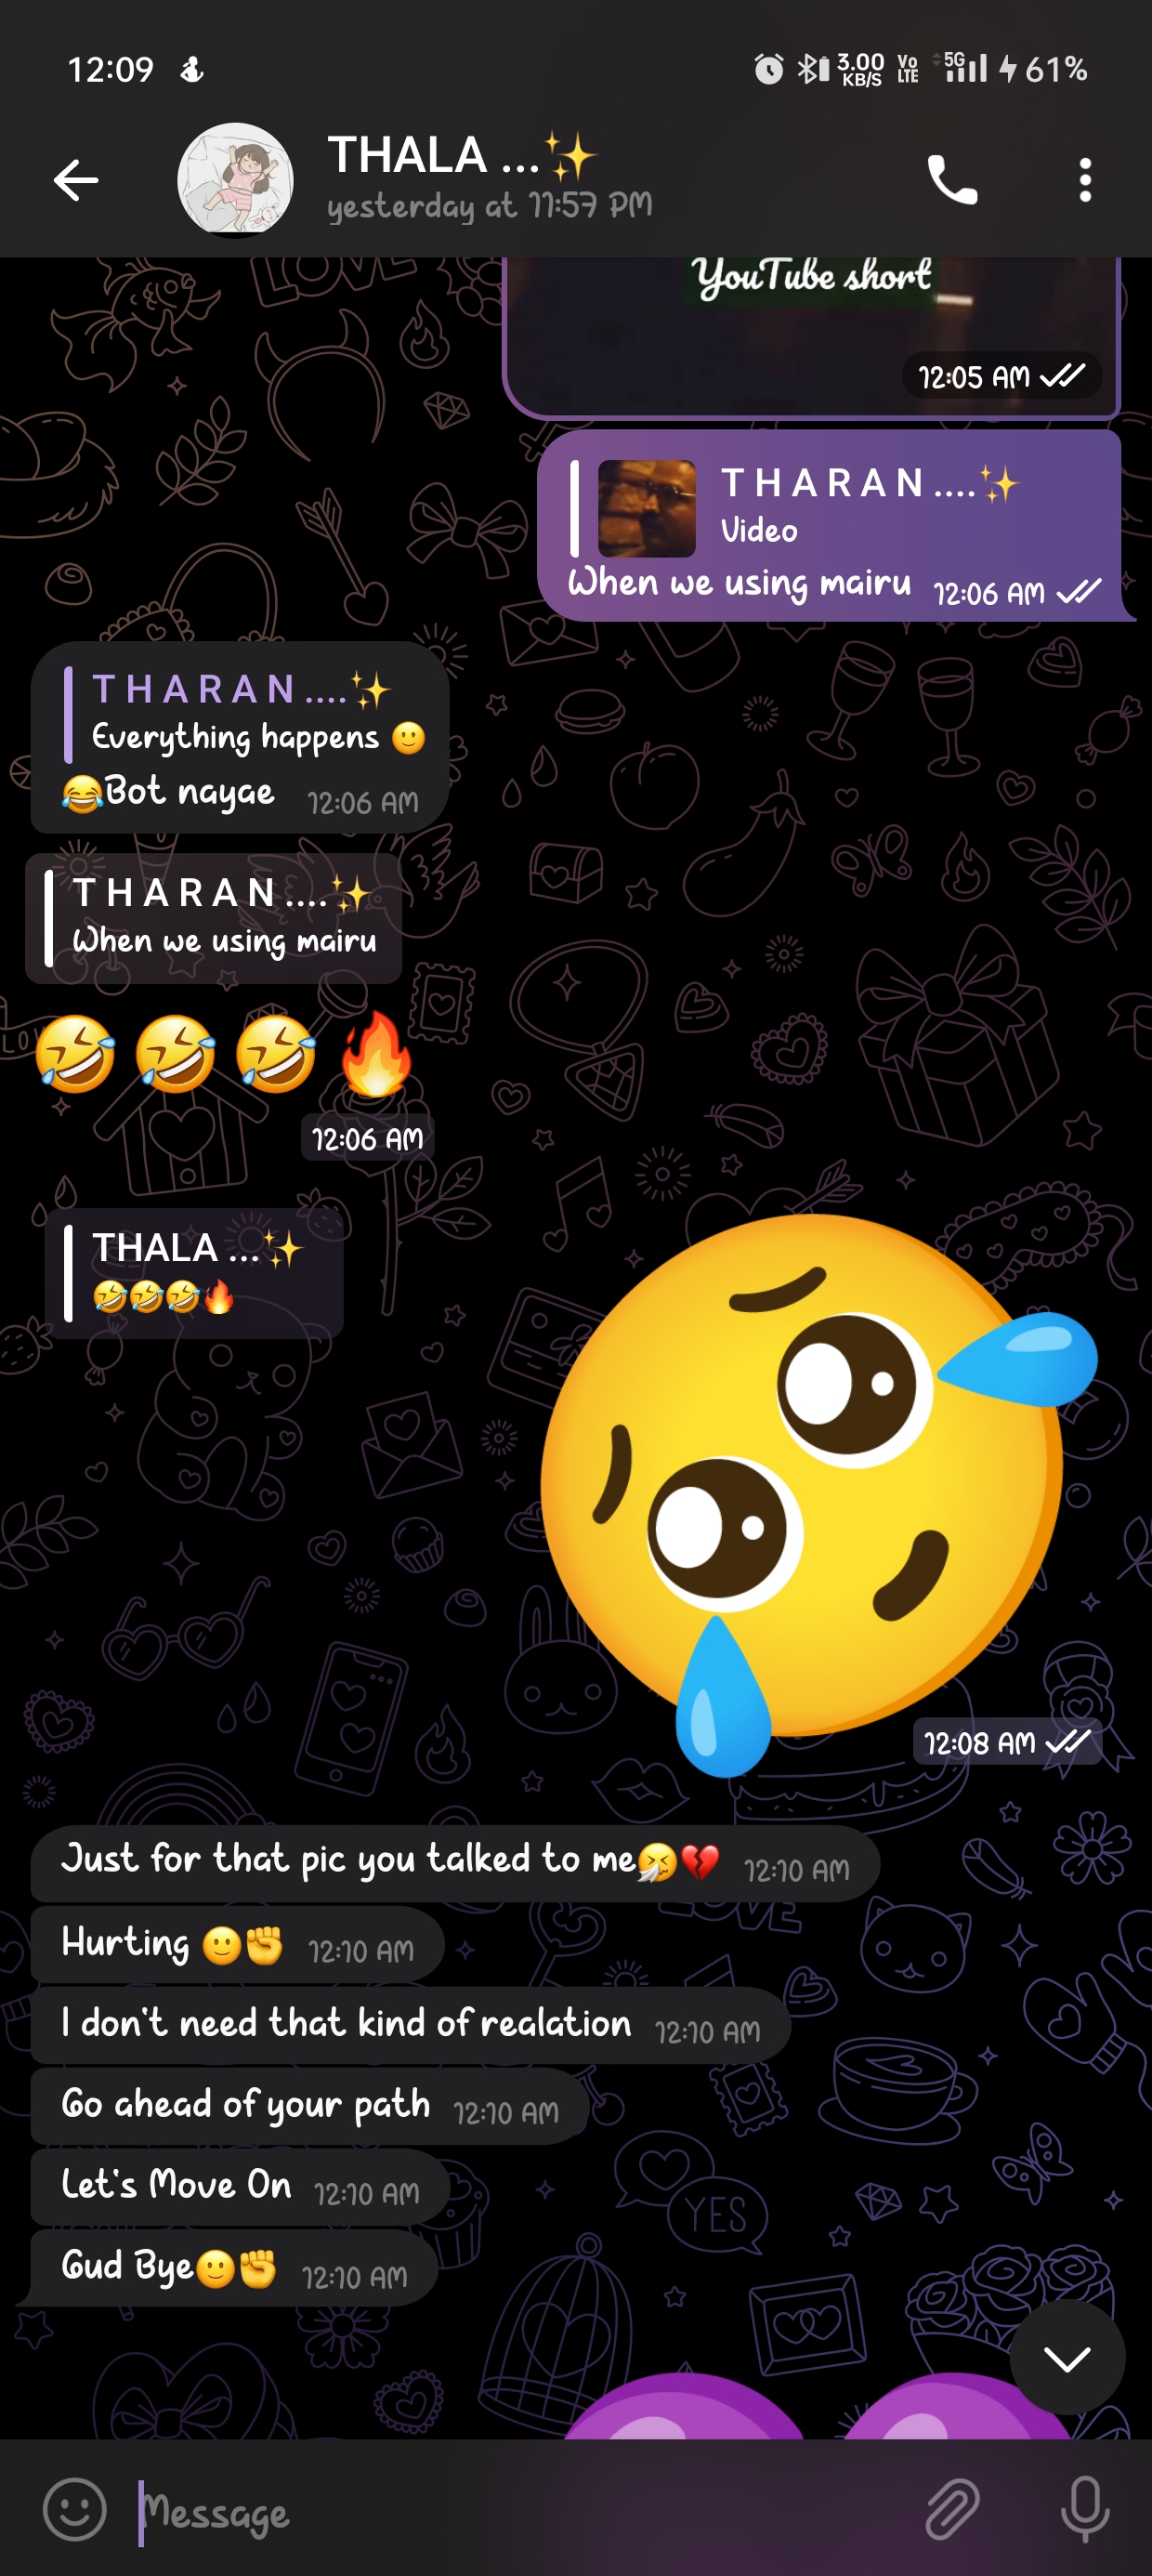 12:09
3.00
KB/S
Vo
LTE
5G
61%
THALA ...✨
yesterday at 11:57 PM
YouTube short
12:05 AM
T H A R A N ....✨
Video
When we using mairu 12:06 AM
T H A R A N ....✨
Everything happens 🙂
😂Bot nayae 12:06 AM
T H A R A N ....✨
When we using mairu
🤣🤣🤣🔥
12:06 AM
THALA ...✨
🤣🤣🤣🔥
12:08 AM
Just for that pic you talked to me🤧💔 12:10 AM
Hurting 🙂✊ 12:10 AM
I don't need that kind of realation 12:10 AM
Go ahead of your path 12:10 AM
Let's Move On 12:10 AM
Gud Bye🙂✊ 12:10 AM
Message
LOVE
LOVE
YES